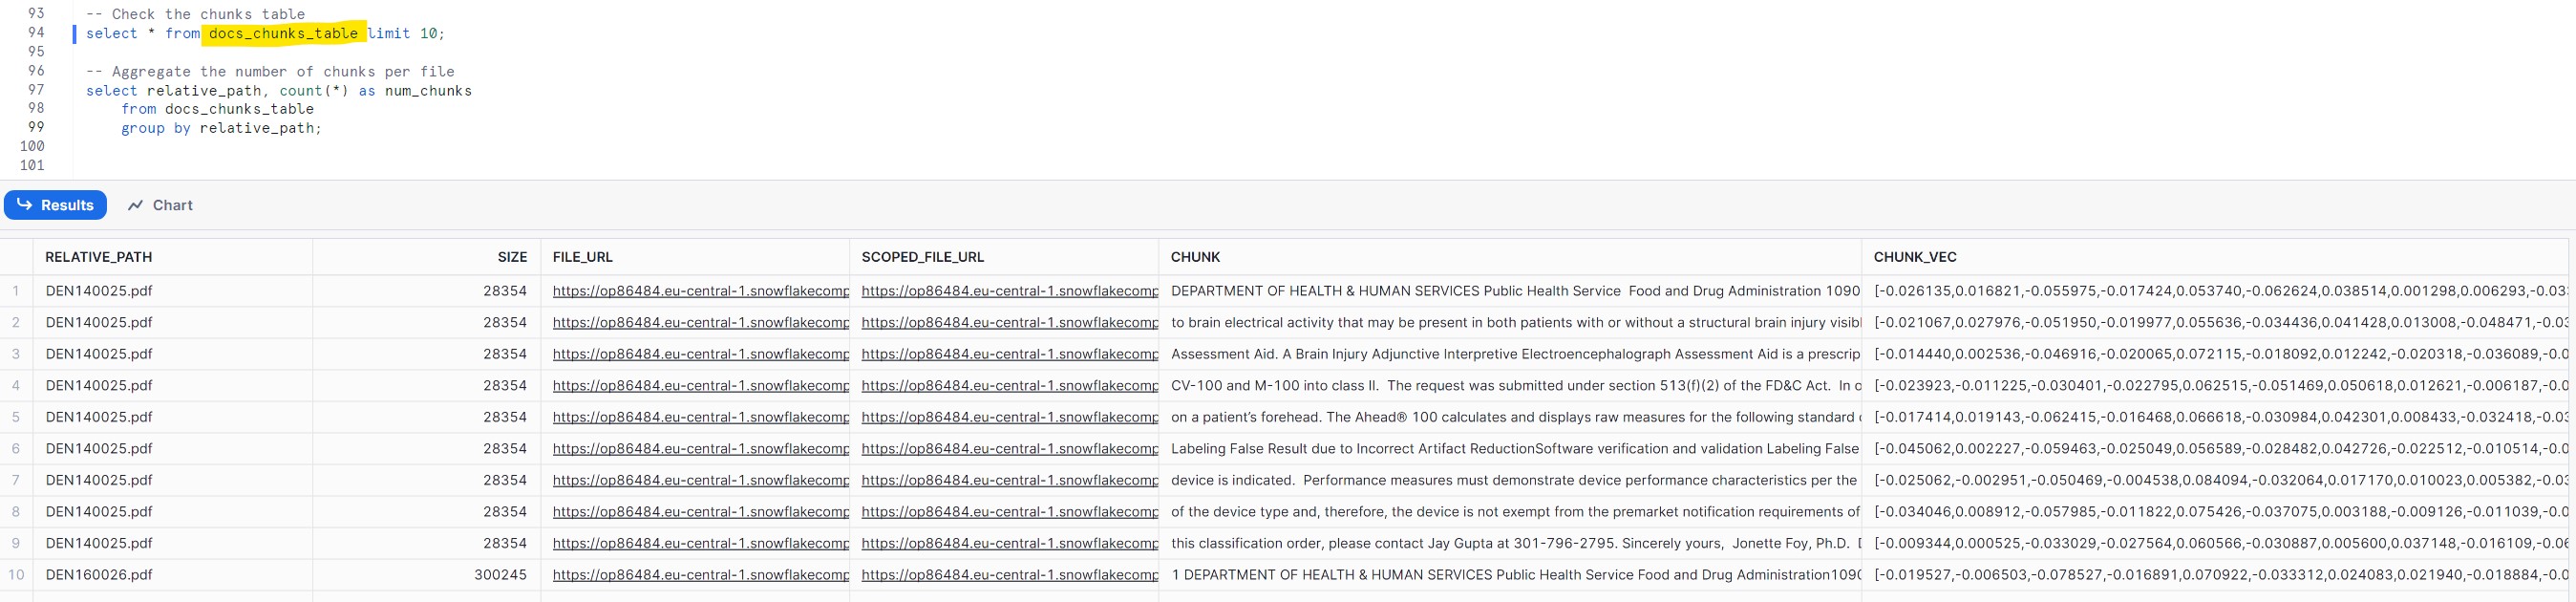 93 -- Check the chunks table
94 select * from docs_chunks_table limit 10;
95
96 -- Aggregate the number of chunks per file
97 select relative_path, count(*) as num_chunks
98 from docs_chunks_table
99 group by relative_path;
100
101
Results Chart
RELATIVE_PATH SIZE FILE_URL SCOPED_FILE_URL CHUNK CHUNK_VEC
1 DEN140025.pdf 28354 https://op86484.eu-central-1.snowflakecomp https://op86484.eu-central-1.snowflakecomp DEPARTMENT OF HEALTH & HUMAN SERVICES Public Health Service Food and Drug Administration 1090 [-0.026135,0.016821,-0.055975,-0.017424,0.053740,-0.062624,0.038514,0.001298,0.006293,-0.03
2 DEN140025.pdf 28354 https://op86484.eu-central-1.snowflakecomp https://op86484.eu-central-1.snowflakecomp to brain electrical activity that may be present in both patients with or without a structural brain injury visibl [-0.021067,0.027976,-0.051950,-0.019977,0.055636,-0.034436,0.041428,0.013008,-0.048471,-0.03
3 DEN140025.pdf 28354 https://op86484.eu-central-1.snowflakecomp https://op86484.eu-central-1.snowflakecomp Assessment Aid. A Brain Injury Adjunctive Interpretive Electroencephalograph Assessment Aid is a prescrip [-0.014440,0.002536,-0.046916,-0.020065,0.072115,-0.018092,0.012242,-0.020318,-0.036089,-0.0
4 DEN140025.pdf 28354 https://op86484.eu-central-1.snowflakecomp https://op86484.eu-central-1.snowflakecomp CV-100 and M-100 into class II. The request was submitted under section 513(f)(2) of the FD&C Act. In o [-0.023923,-0.011225,-0.030401,-0.022795,0.062515,-0.051469,0.050618,0.012621,-0.006187,-0.0
5 DEN140025.pdf 28354 https://op86484.eu-central-1.snowflakecomp https://op86484.eu-central-1.snowflakecomp on a patient's forehead. The Ahead® 100 calculates and displays raw measures for the following standard [-0.017414,0.019143,-0.062415,-0.016468,0.066618,-0.030984,0.042301,0.008433,-0.032418,-0.03
6 DEN140025.pdf 28354 https://op86484.eu-central-1.snowflakecomp https://op86484.eu-central-1.snowflakecomp Labeling False Result due to Incorrect Artifact ReductionSoftware verification and validation Labeling False [-0.045062,0.002227,-0.059463,-0.025049,0.056589,-0.028482,0.042726,-0.022512,-0.010514,-0.0
7 DEN140025.pdf 28354 https://op86484.eu-central-1.snowflakecomp https://op86484.eu-central-1.snowflakecomp device is indicated. Performance measures must demonstrate device performance characteristics per the [-0.025062,-0.002951,-0.050469,-0.004538,0.084094,-0.032064,0.017170,0.010023,0.005382,-0.03
8 DEN140025.pdf 28354 https://op86484.eu-central-1.snowflakecomp https://op86484.eu-central-1.snowflakecomp of the device type and, therefore, the device is not exempt from the premarket notification requirements of [-0.034046,0.008912,-0.057985,-0.011822,0.075426,-0.037075,0.003188,-0.009126,-0.011039,-0.0
9 DEN140025.pdf 28354 https://op86484.eu-central-1.snowflakecomp https://op86484.eu-central-1.snowflakecomp this classification order, please contact Jay Gupta at 301-796-2795. Sincerely yours, Jonette Foy, Ph.D. [-0.009344,0.000525,-0.033029,-0.027564,0.060566,-0.030887,0.005600,0.037148,-0.016109,-0.06
10 DEN160026.pdf 300245 https://op86484.eu-central-1.snowflakecomp https://op86484.eu-central-1.snowflakecomp 1 DEPARTMENT OF HEALTH & HUMAN SERVICES Public Health Service Food and Drug Administration1090 [-0.019527,-0.006503,-0.078527,-0.016891,0.070922,-0.033312,0.024083,0.021940,-0.018884,-0.0